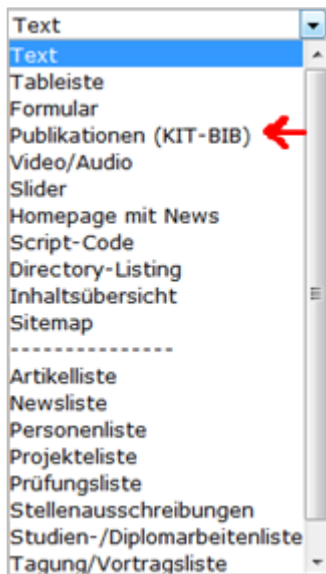 Text
Text
Tableiste
Formular
Publikationen (KIT-BIB)
Video/Audio
Slider
Homepage mit News
Script-Code
Directory-Listing
Inhaltsübersicht
Sitemap
---------------
Artikelliste
Newsliste
Personenliste
Projekteliste
Prüfungsliste
Stellenausschreibungen
Studien-/Diplomarbeitenliste
Tagung/Vortragsliste